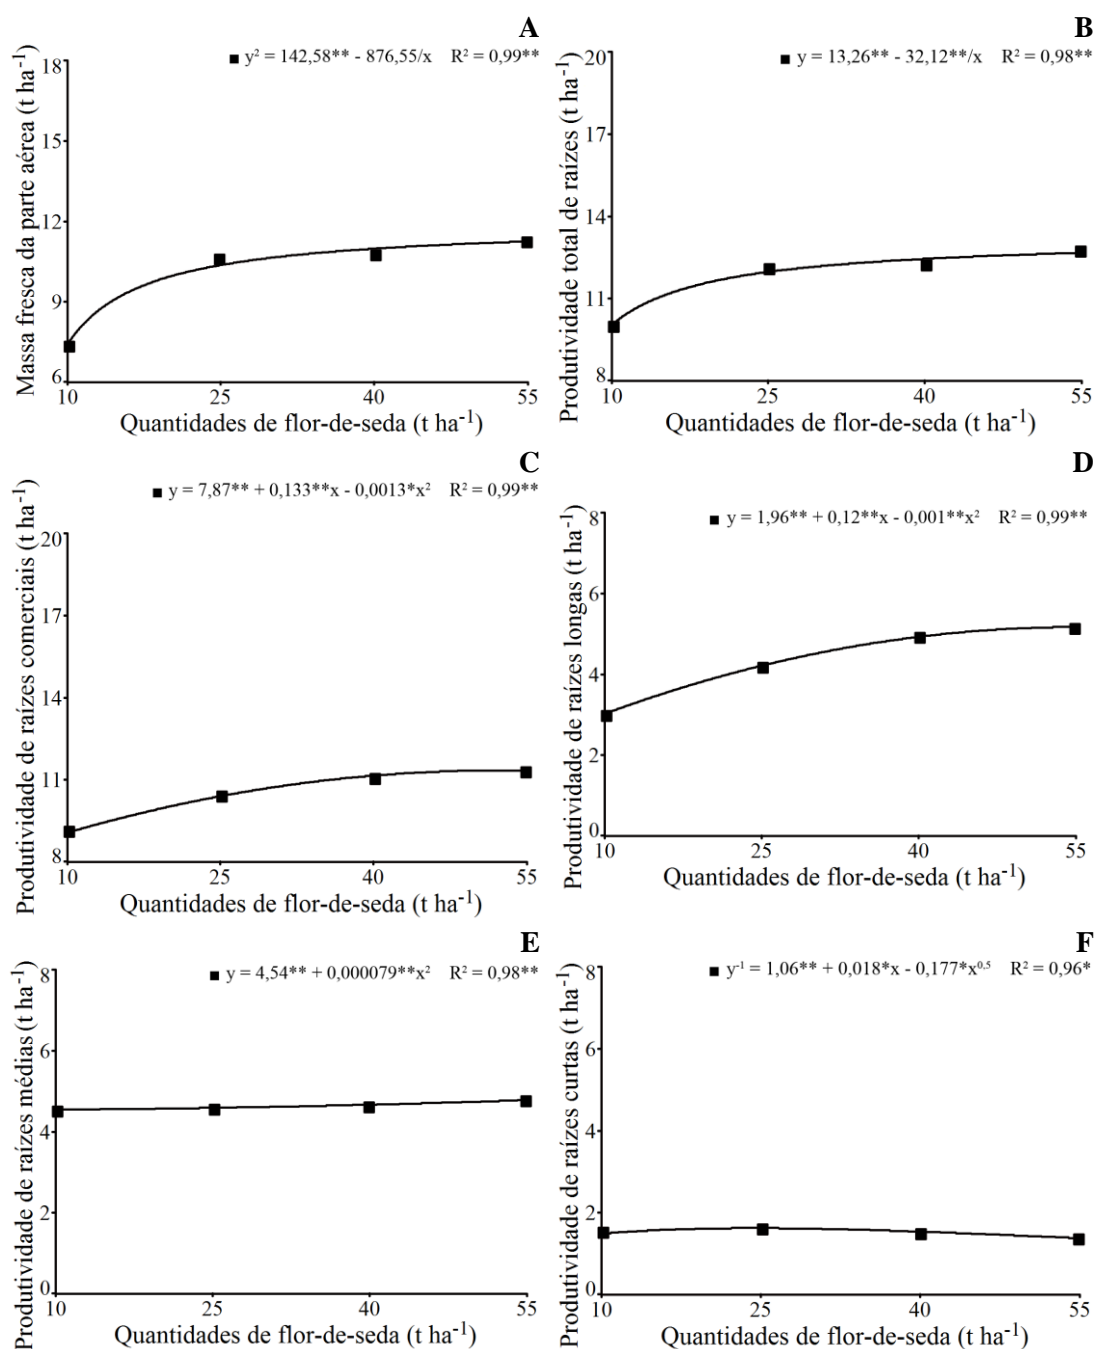 A
■ y² = 142,58** - 876,55/x R² = 0,99**
Massa fresca da parte aérea (t ha⁻¹)
18
15
12
9
6
10 25 40 55
Quantidades de flor-de-seda (t ha⁻¹)
B
■ y = 13,26** - 32,12**/x R² = 0,98**
Produtividade total de raízes (t ha⁻¹)
20
17
14
11
8
10 25 40 55
Quantidades de flor-de-seda (t ha⁻¹)
C
■ y = 7,87** + 0,133**x - 0,0013*x² R² = 0,99**
Produtividade de raízes comerciais (t ha⁻¹)
20
17
14
11
8
10 25 40 55
Quantidades de flor-de-seda (t ha⁻¹)
D
■ y = 1,96** + 0,12**x - 0,001**x² R² = 0,99**
Produtividade de raízes longas (t ha⁻¹)
8
6
4
2
0
10 25 40 55
Quantidades de flor-de-seda (t ha⁻¹)
E
■ y = 4,54** + 0,000079**x² R² = 0,98**
Produtividade de raízes médias (t ha⁻¹)
8
6
4
2
0
10 25 40 55
Quantidades de flor-de-seda (t ha⁻¹)
F
■ y⁻¹ = 1,06** + 0,018*x - 0,177*x⁰·⁵ R² = 0,96*
Produtividade de raízes curtas (t ha⁻¹)
8
6
4
2
0
10 25 40 55
Quantidades de flor-de-seda (t ha⁻¹)